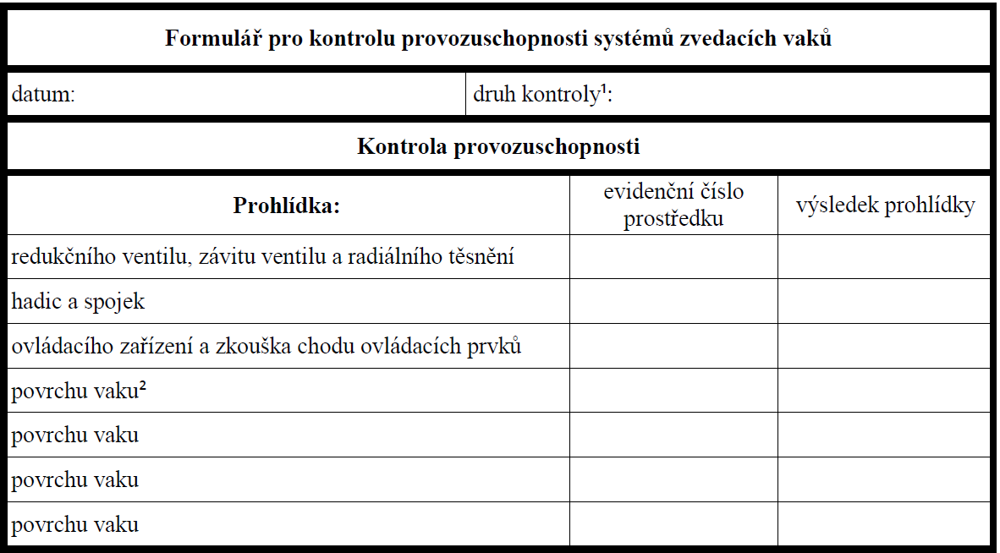 Formulář pro kontrolu provozuschopnosti systémů zvedacích vaků
datum:
druh kontroly¹:
Kontrola provozuschopnosti
Prohlídka:
evidenční číslo
prostředku
výsledek prohlídky
redukčního ventilu, závitu ventilu a radiálního těsnění
hadic a spojek
ovládacího zařízení a zkouška chodu ovládacích prvků
povrchu vaku²
povrchu vaku
povrchu vaku
povrchu vaku